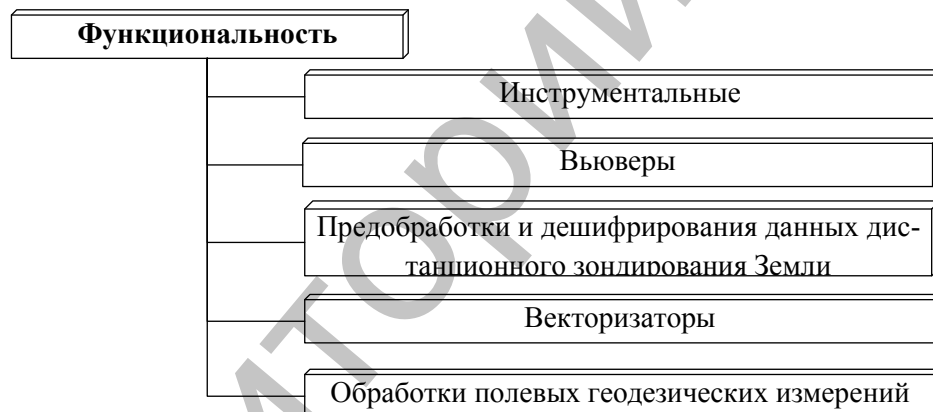 Функциональность
Инструментальные
Вьюверы
Предобработки и дешифрирования данных дис-
танционного зондирования Земли
Векторизаторы
Обработки полевых геодезических измерений